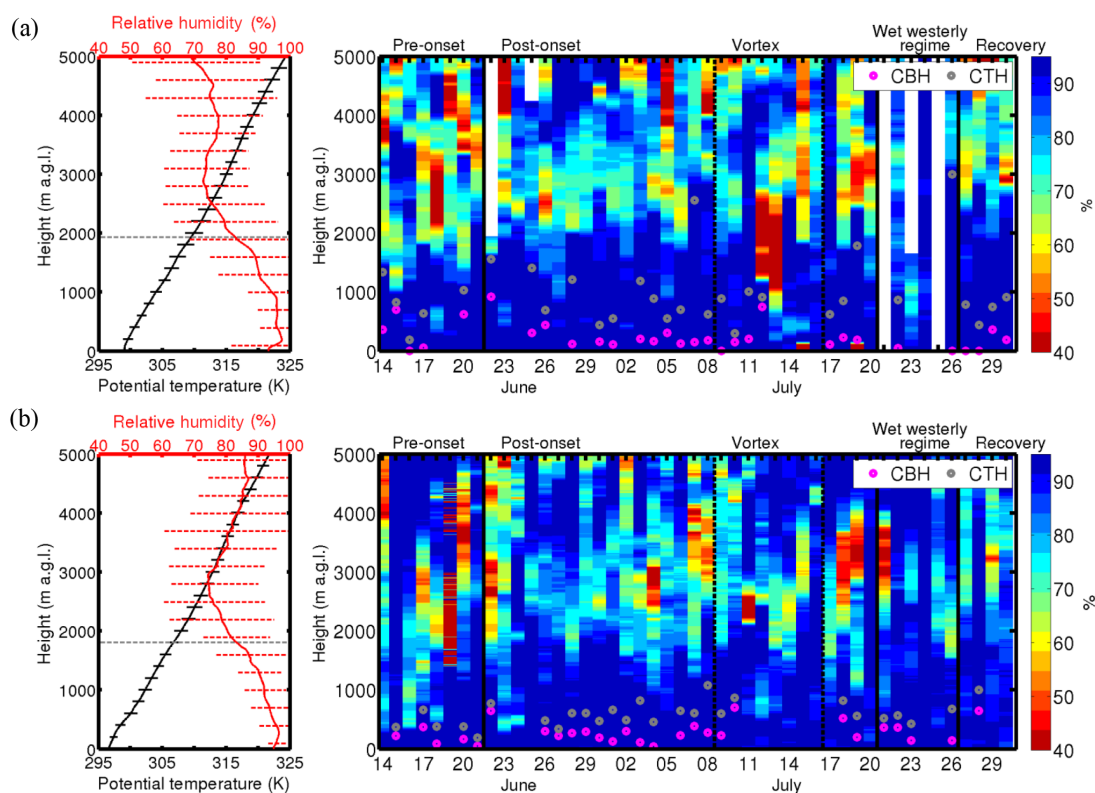 (a)
Relative humidity (%)
40 50 60 70 80 90 100
Wet westerly
Pre-onset Post-onset Vortex regime Recovery
5000
4000
3000
2000
1000
0
Height (m a.g.l.)
295 305 315 325
Potential temperature (K)
5000
4000
3000
2000
1000
0
Height (m a.g.l.)
CBH CTH
14 17 20 23 26 29 02 05 08 11 14 17 20 23 26 29
June July
90
80
70
60
50
40
%
(b)
Relative humidity (%)
40 50 60 70 80 90 100
Wet westerly
Pre-onset Post-onset Vortex regime Recovery
5000
4000
3000
2000
1000
0
Height (m a.g.l.)
295 305 315 325
Potential temperature (K)
5000
4000
3000
2000
1000
0
Height (m a.g.l.)
CBH CTH
14 17 20 23 26 29 02 05 08 11 14 17 20 23 26 29
June July
90
80
70
60
50
40
%